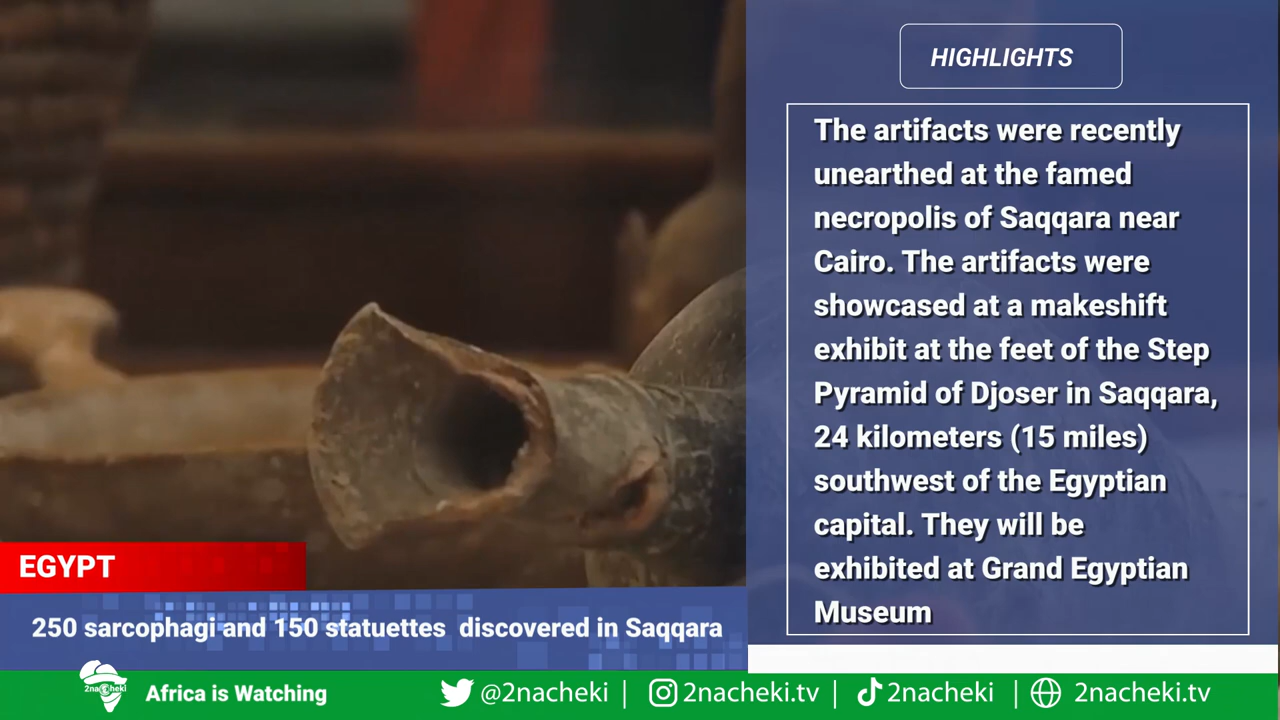 HIGHLIGHTS
The artifacts were recently
unearthed at the famed
necropolis of Saqqara near
Cairo. The artifacts were
showcased at a makeshift
exhibit at the feet of the Step
Pyramid of Djoser in Saqqara,
24 kilometers (15 miles)
southwest of the Egyptian
capital. They will be
exhibited at Grand Egyptian
Museum
EGYPT
250 sarcophagi and 150 statuettes discovered in Saqqara
2nacheki
Africa is Watching
@2nacheki | 2nacheki.tv | 2nacheki | 2nacheki.tv